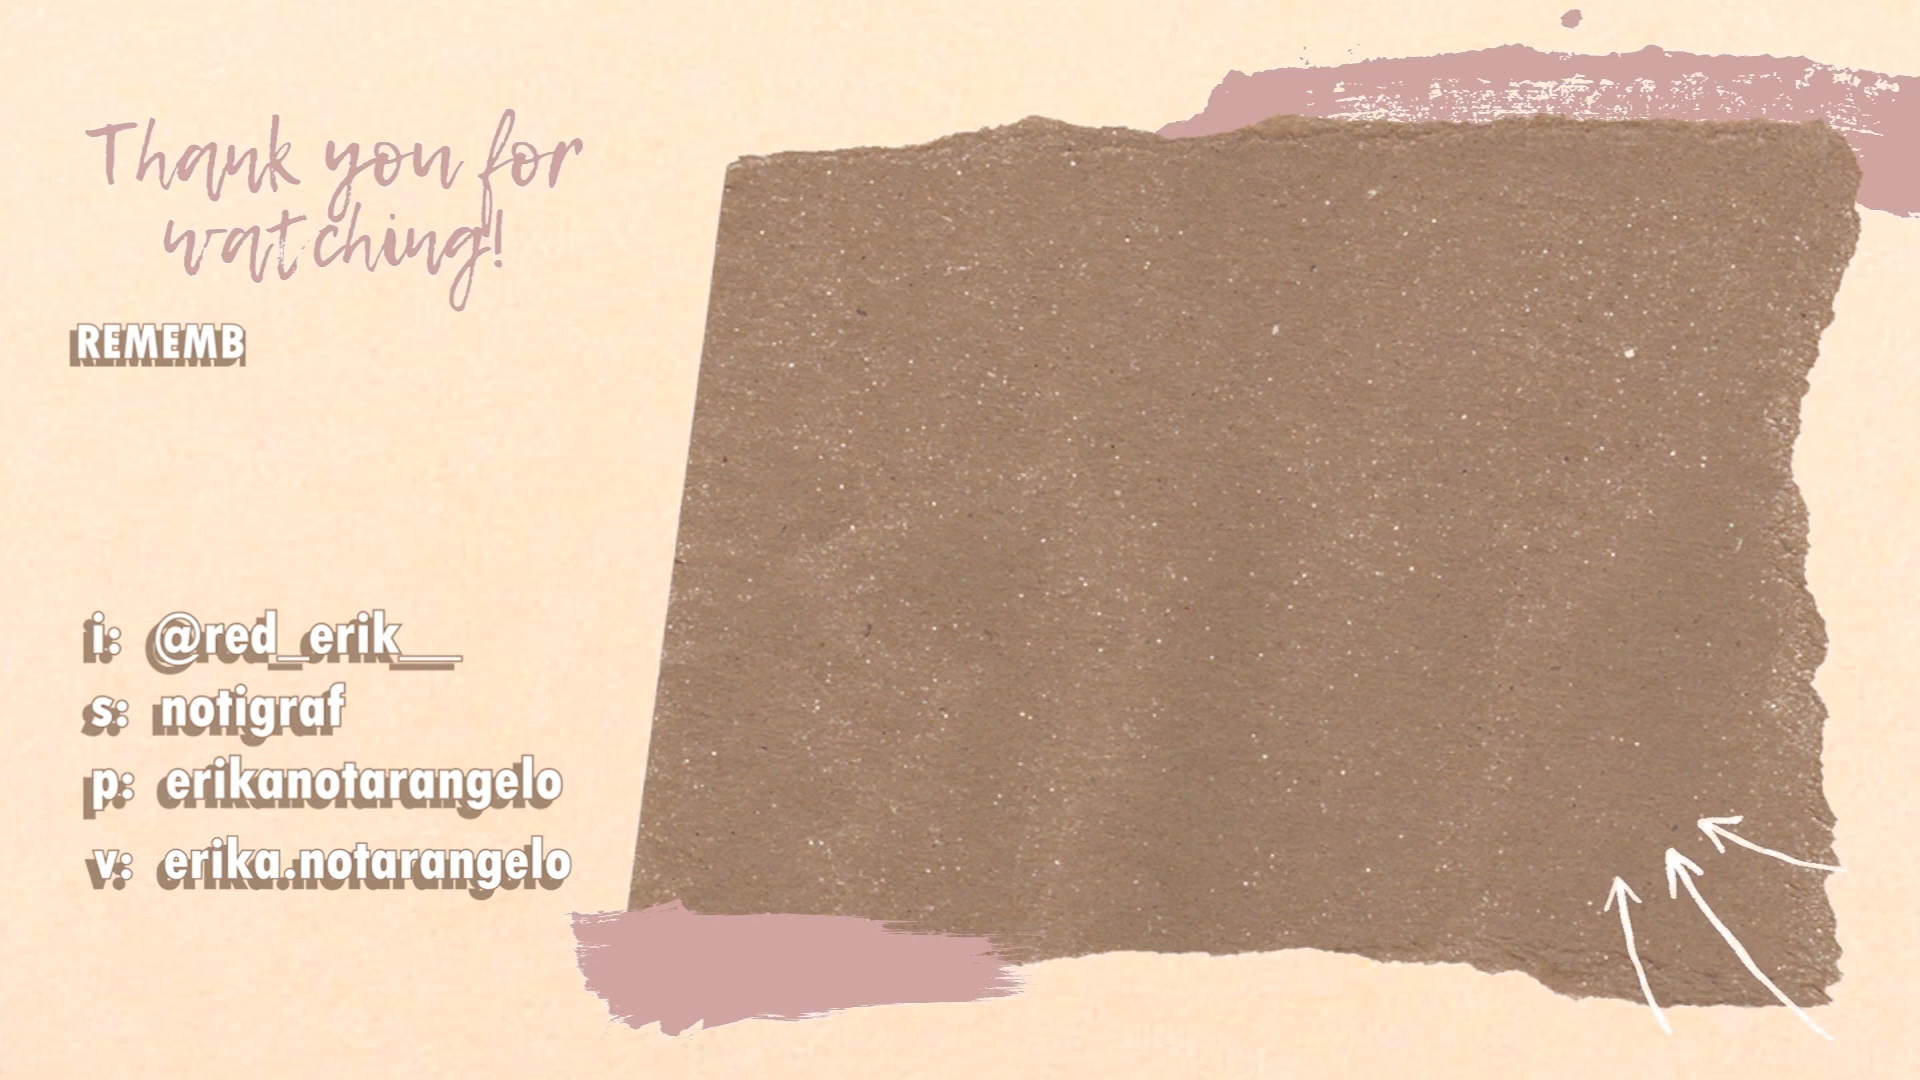 Thank you for
watching!
REMEMB
i: @red_erik__
s: notigraf
p: erikanotarangelo
v: erika.notarangelo